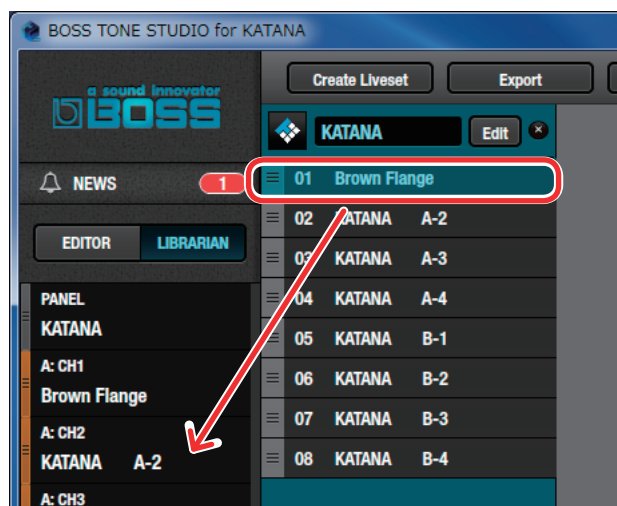 BOSS TONE STUDIO for KATANA
a sound innovator
BOSS
Create Liveset
Export
KATANA
Edit
NEWS
1
EDITOR
LIBRARIAN
PANEL
KATANA
A: CH1
Brown Flange
A: CH2
KATANA A-2
A: CH3
01 Brown Flange
02 KATANA A-2
03 KATANA A-3
04 KATANA A-4
05 KATANA B-1
06 KATANA B-2
07 KATANA B-3
08 KATANA B-4